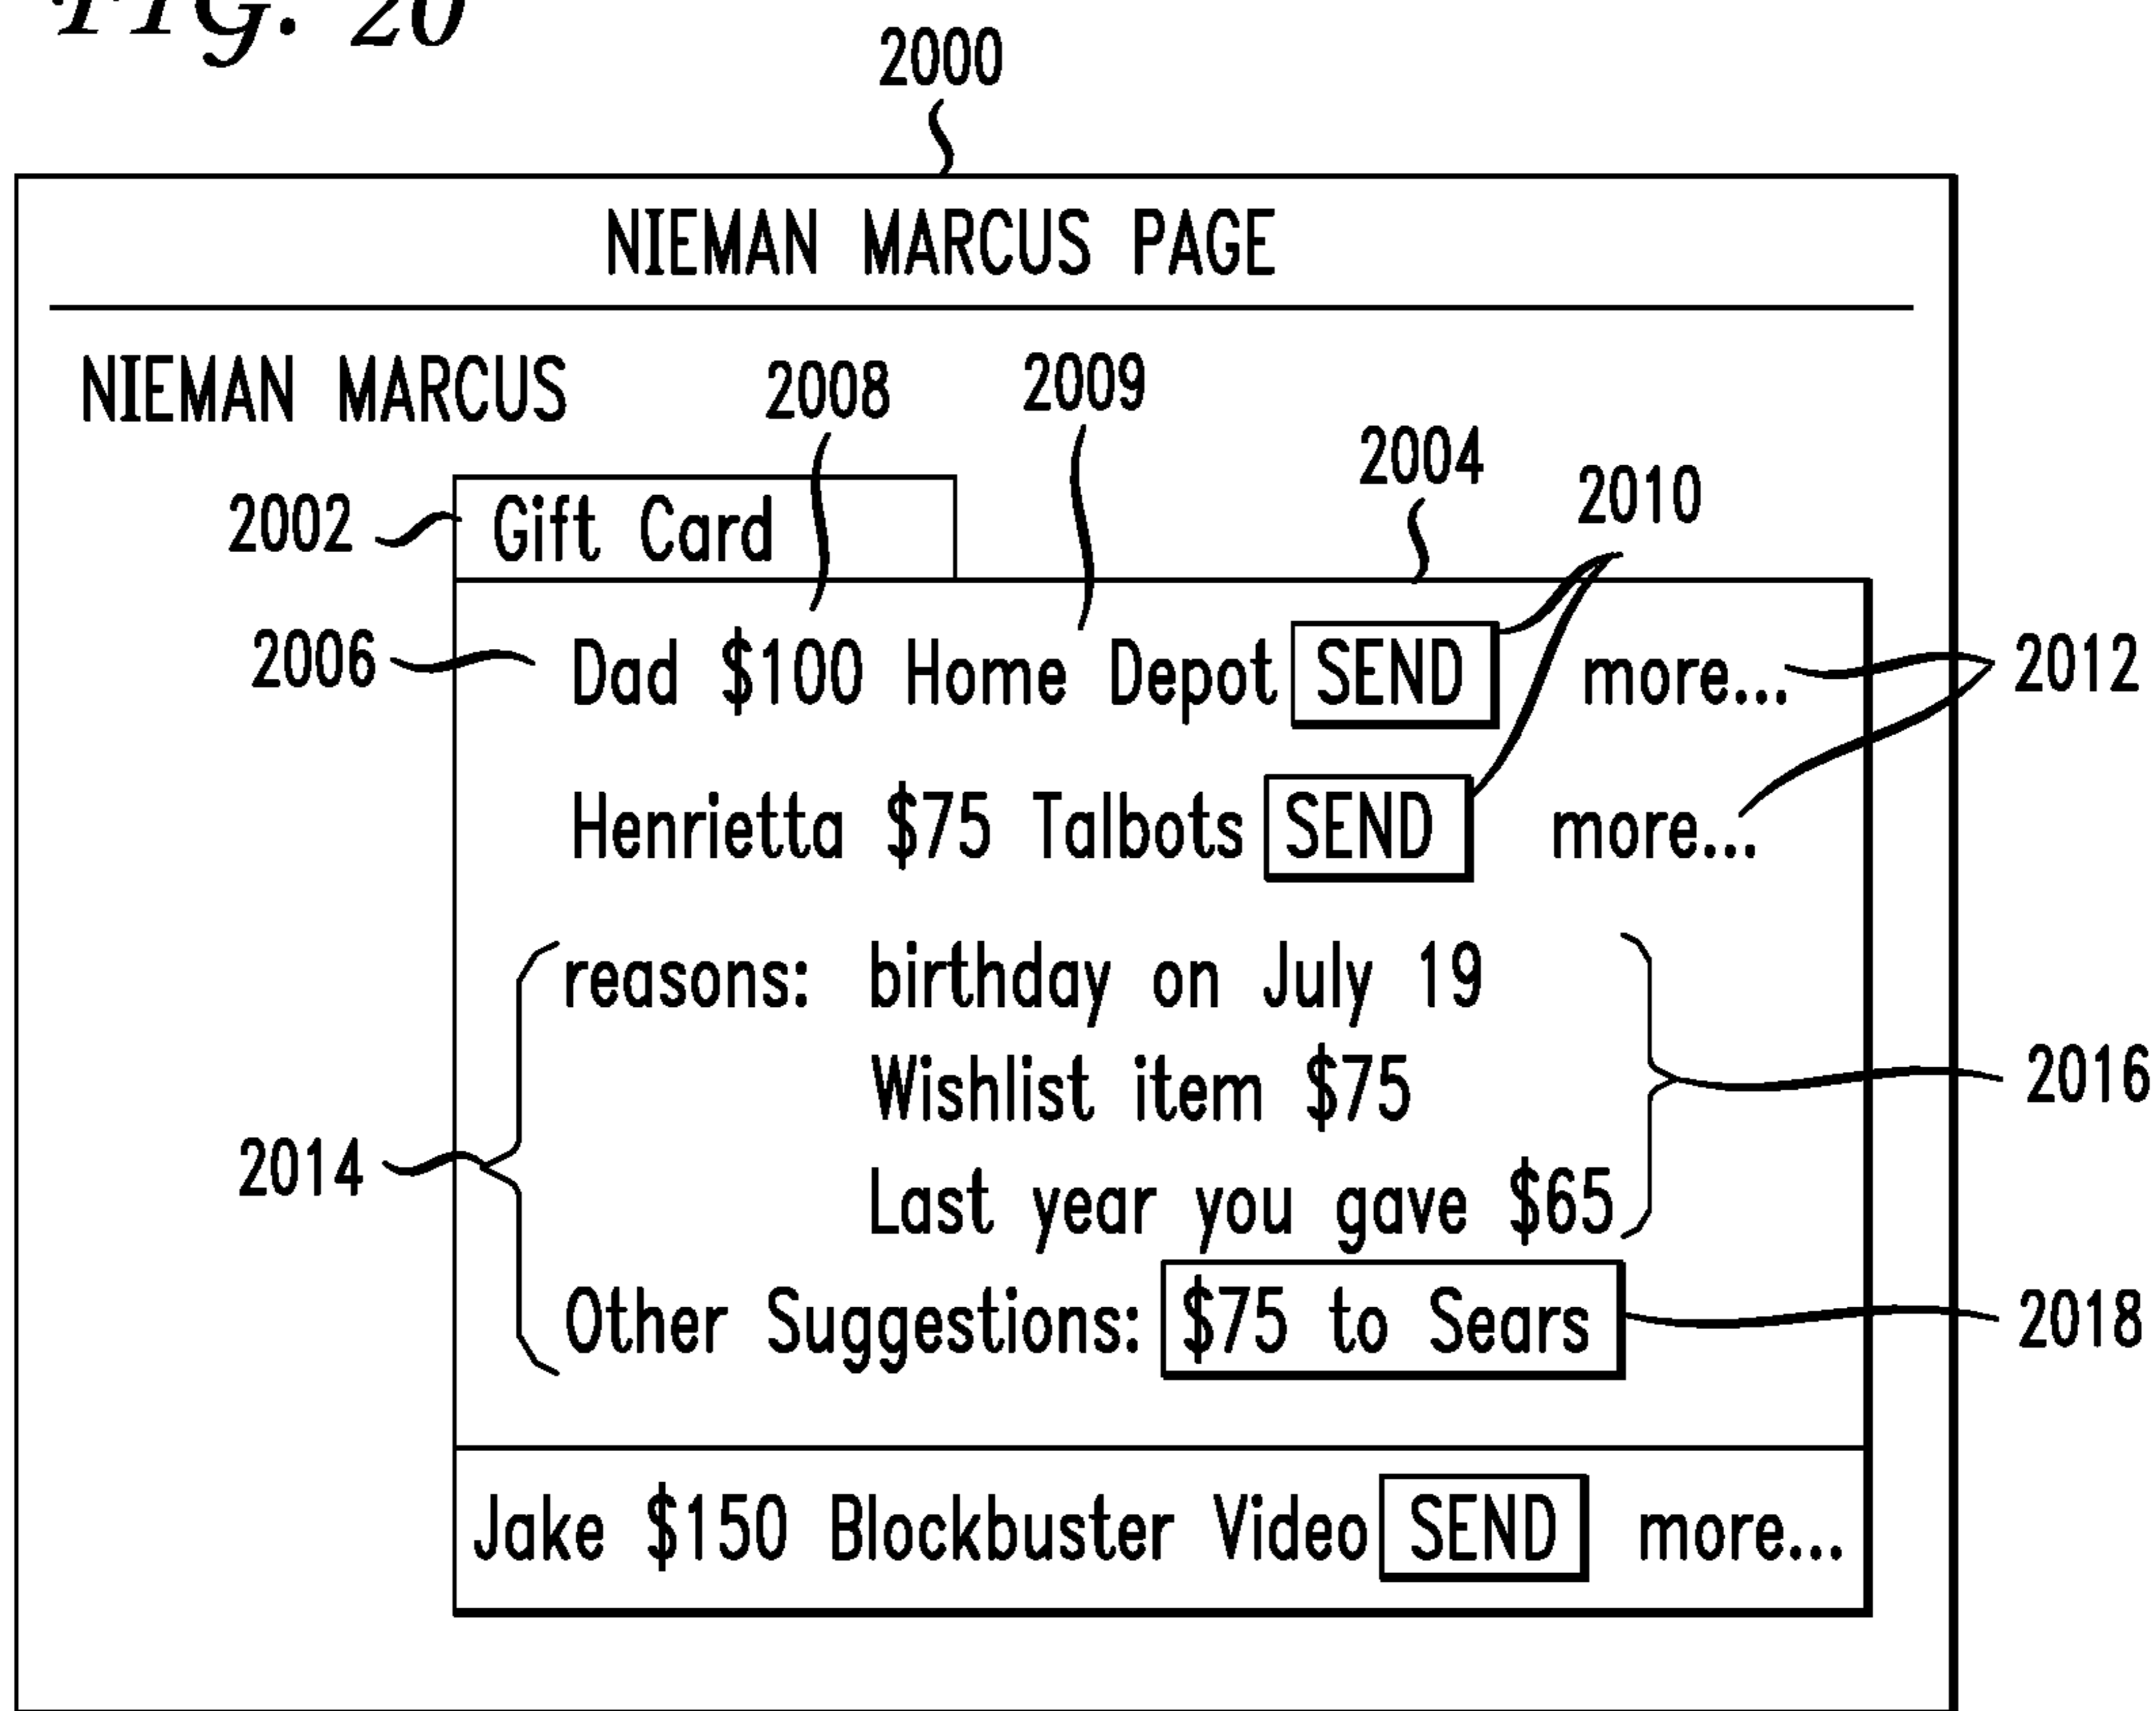 FIG. 20
2000
NIEMAN MARCUS PAGE
NIEMAN MARCUS
2008
2009
2004
2010
2002
Gift Card
2006
Dad $100 Home Depot SEND more...
2012
Henrietta $75 Talbots SEND more...
reasons: birthday on July 19
Wishlist item $75
2016
2014
Last year you gave $65
Other Suggestions: $75 to Sears
2018
Jake $150 Blockbuster Video SEND more...